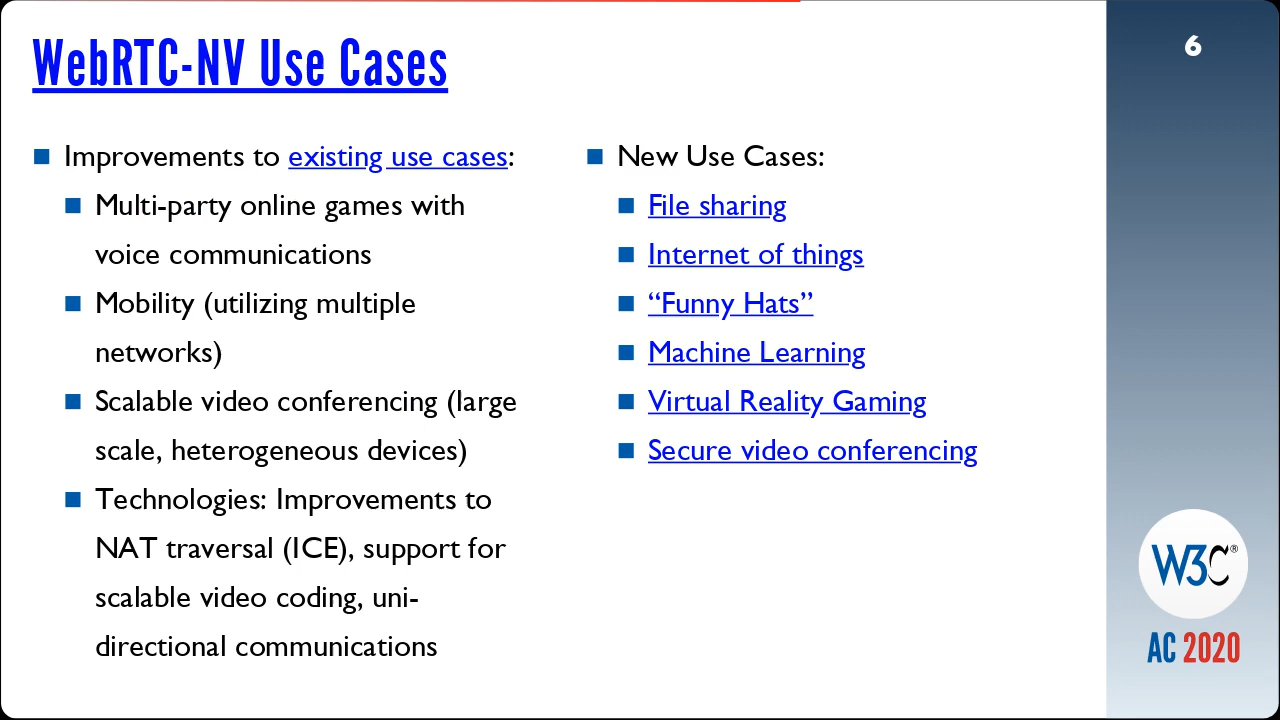 WebRTC-NV Use Cases
6
Improvements to existing use cases:
Multi-party online games with
voice communications
Mobility (utilizing multiple
networks)
Scalable video conferencing (large
scale, heterogeneous devices)
Technologies: Improvements to
NAT traversal (ICE), support for
scalable video coding, uni-
directional communications
New Use Cases:
File sharing
Internet of things
“Funny Hats”
Machine Learning
Virtual Reality Gaming
Secure video conferencing
W3C®
AC 2020